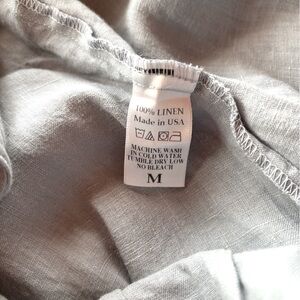 100% LINEN
Made in USA
MACHINE WASH
IN COLD WATER
TUMBLE DRY LOW
NO BLEACH
M